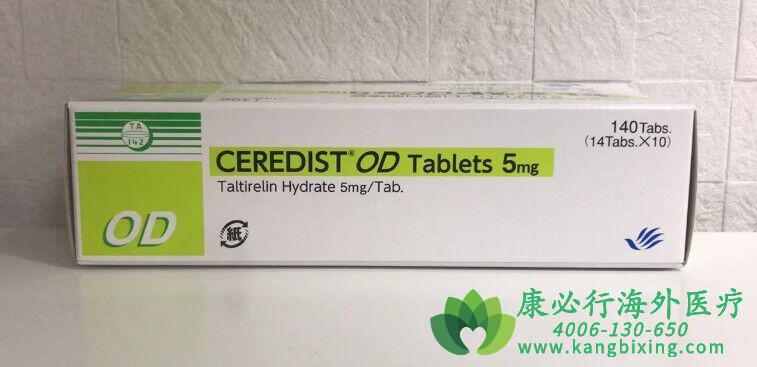 TA
142
CEREDIST® OD Tablets 5mg
Taltirelin Hydrate 5mg/Tab.
140Tabs.
(14Tabs.×10)
OD
紙
康必行海外医疗
4006-130-650
www.kangbixing.com